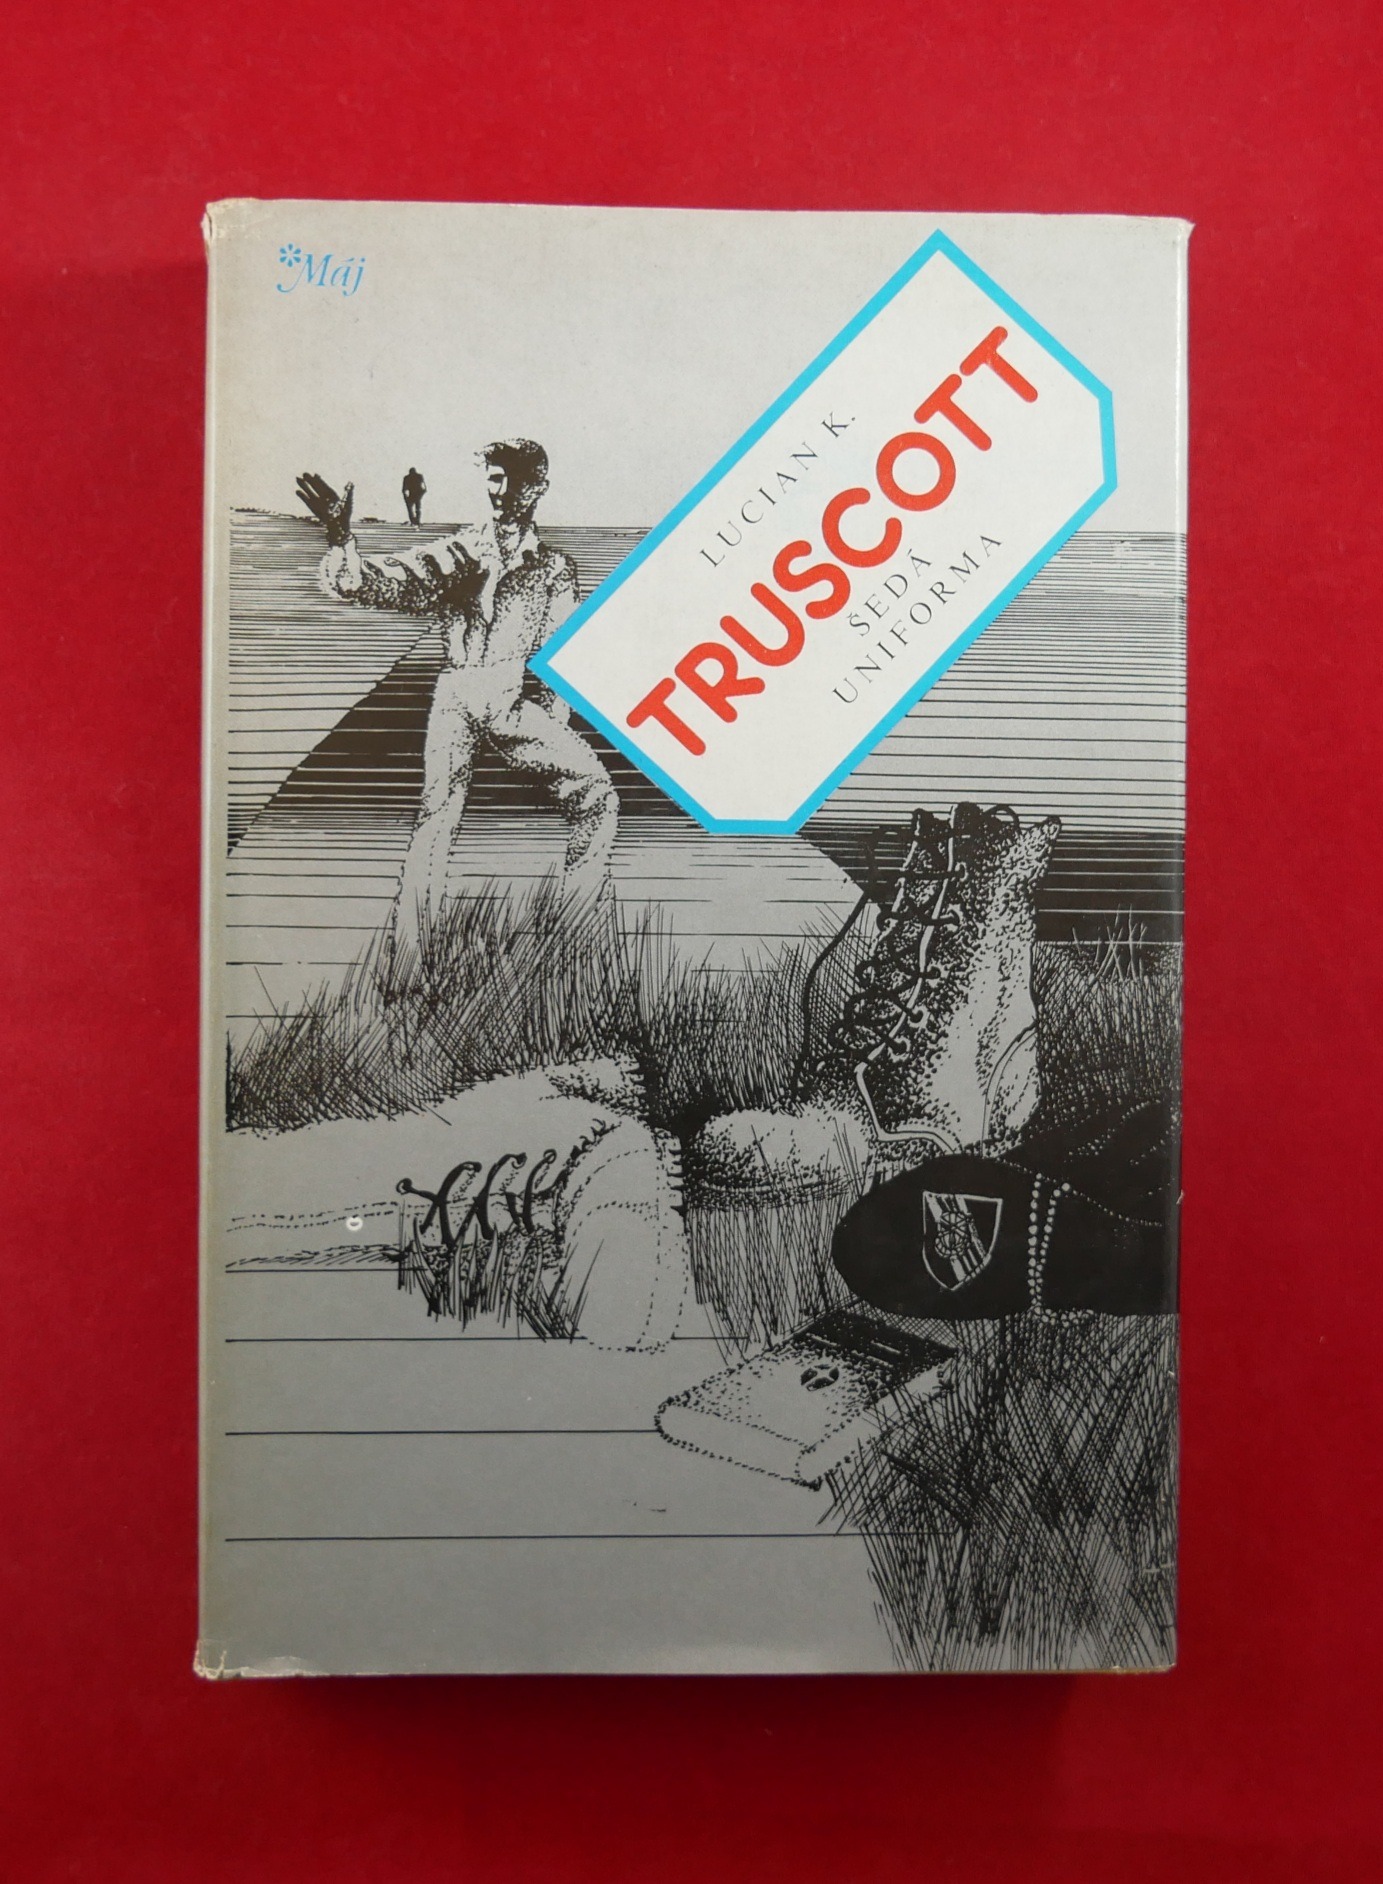 *Máj
LUCIAN K.
TRUSCOTT
ŠEDÁ
UNIFORMA